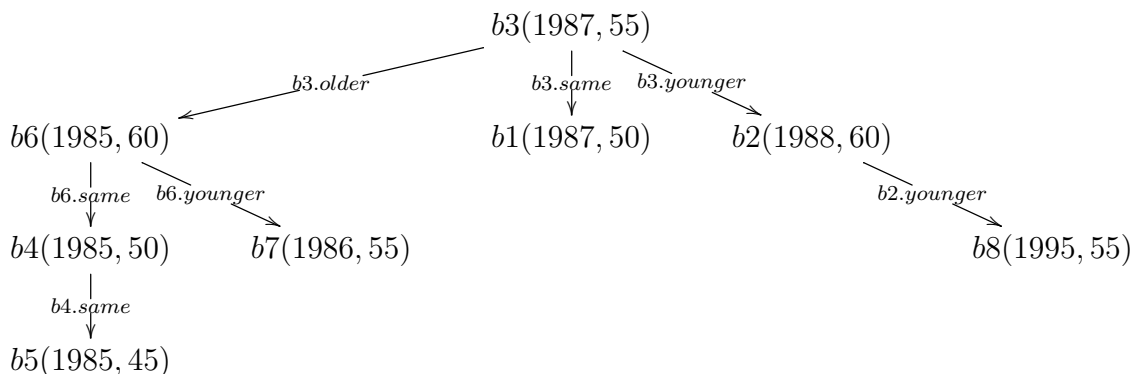 b3(1987, 55)
b3.older
b3.same
b3.younger
b6(1985, 60)
b1(1987, 50)
b2(1988, 60)
b6.same
b6.younger
b2.younger
b4(1985, 50)
b7(1986, 55)
b8(1995, 55)
b4.same
b5(1985, 45)